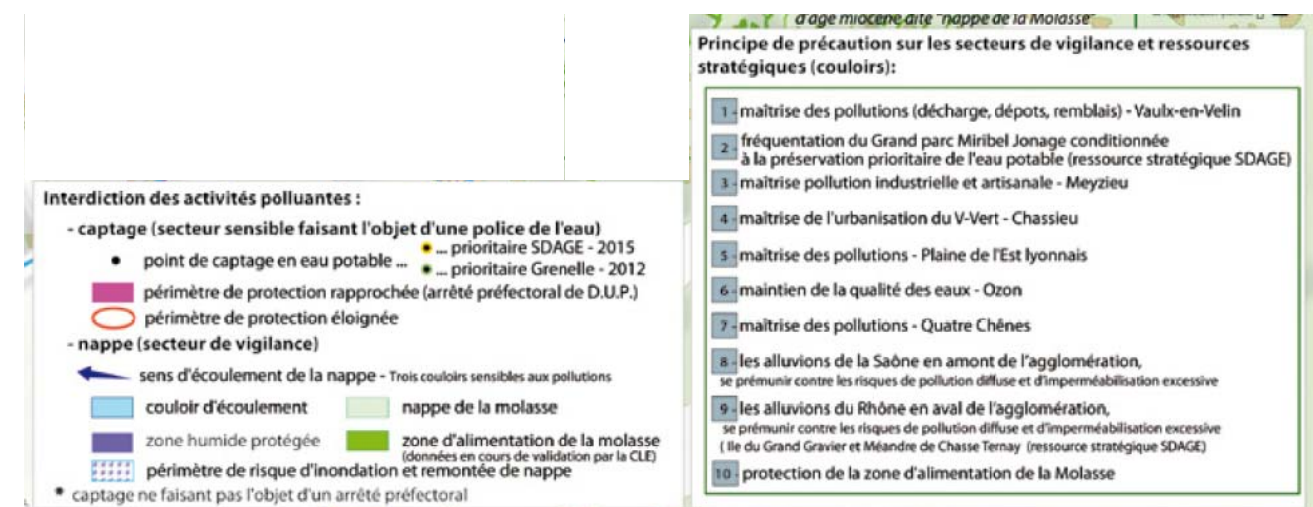 d'age miocène dite "nappe de la Molasse"
Interdiction des activités polluantes :
- captage (secteur sensible faisant l'objet d'une police de l'eau)
point de captage en eau potable ...
... prioritaire SDAGE - 2015
... prioritaire Grenelle - 2012
périmètre de protection rapprochée (arrêté préfectoral de D.U.P.)
périmètre de protection éloignée
- nappe (secteur de vigilance)
sens d'écoulement de la nappe - Trois couloirs sensibles aux pollutions
couloir d'écoulement
nappe de la molasse
zone humide protégée
zone d'alimentation de la molasse
(données en cours de validation par la CLE)
périmètre de risque d'inondation et remontée de nappe
* captage ne faisant pas l'objet d'un arrêté préfectoral
Principe de précaution sur les secteurs de vigilance et ressources
stratégiques (couloirs):
1 - maîtrise des pollutions (décharge, dépots, remblais) - Vaulx-en-Velin
2 - fréquentation du Grand parc Miribel Jonage conditionnée
à la préservation prioritaire de l'eau potable (ressource stratégique SDAGE)
3 - maîtrise pollution industrielle et artisanale - Meyzieu
4 - maîtrise de l'urbanisation du V-Vert - Chassieu
5 - maîtrise des pollutions - Plaine de l'Est lyonnais
6 - maintien de la qualité des eaux - Ozon
7 - maîtrise des pollutions - Quatre Chênes
8 - les alluvions de la Saône en amont de l'agglomération,
se prémunir contre les risques de pollution diffuse et d'imperméabilisation excessive
9 - les alluvions du Rhône en aval de l'agglomération,
se prémunir contre les risques de pollution diffuse et d'imperméabilisation excessive
( Ile du Grand Gravier et Méandre de Chasse Ternay (ressource stratégique SDAGE)
10 - protection de la zone d'alimentation de la Molasse